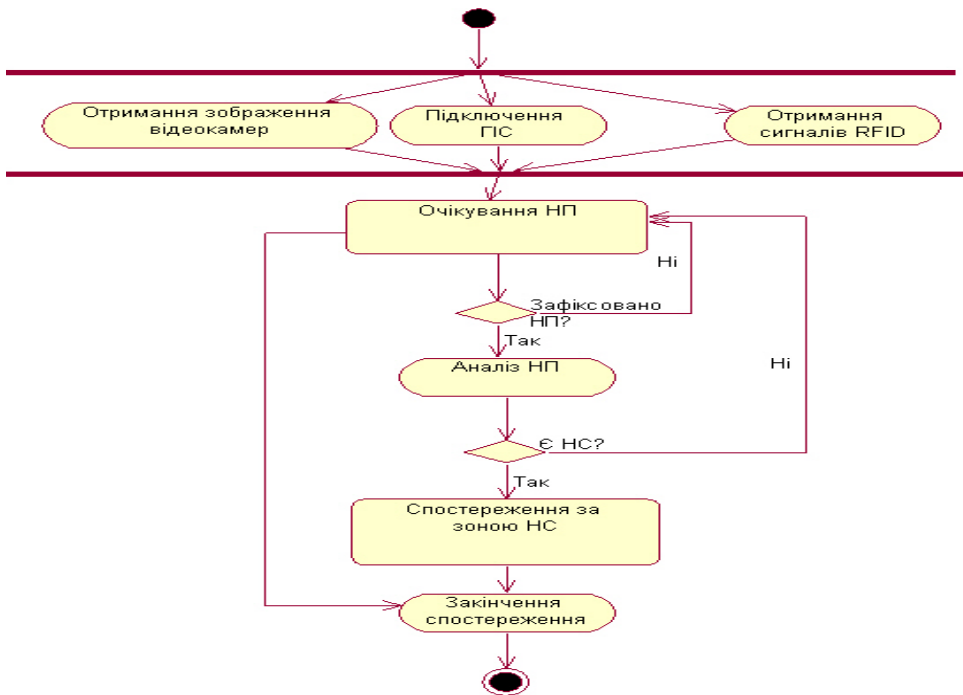 Отримання зображення
відеокамер
Підключення
ГІС
Отримання
сигналів RFID
Очікування НП
Ні
Зафіксовано
НП?
Так
Аналіз НП
Ні
Є НС?
Так
Спостереження за
зоною НС
Закінчення
спостереження